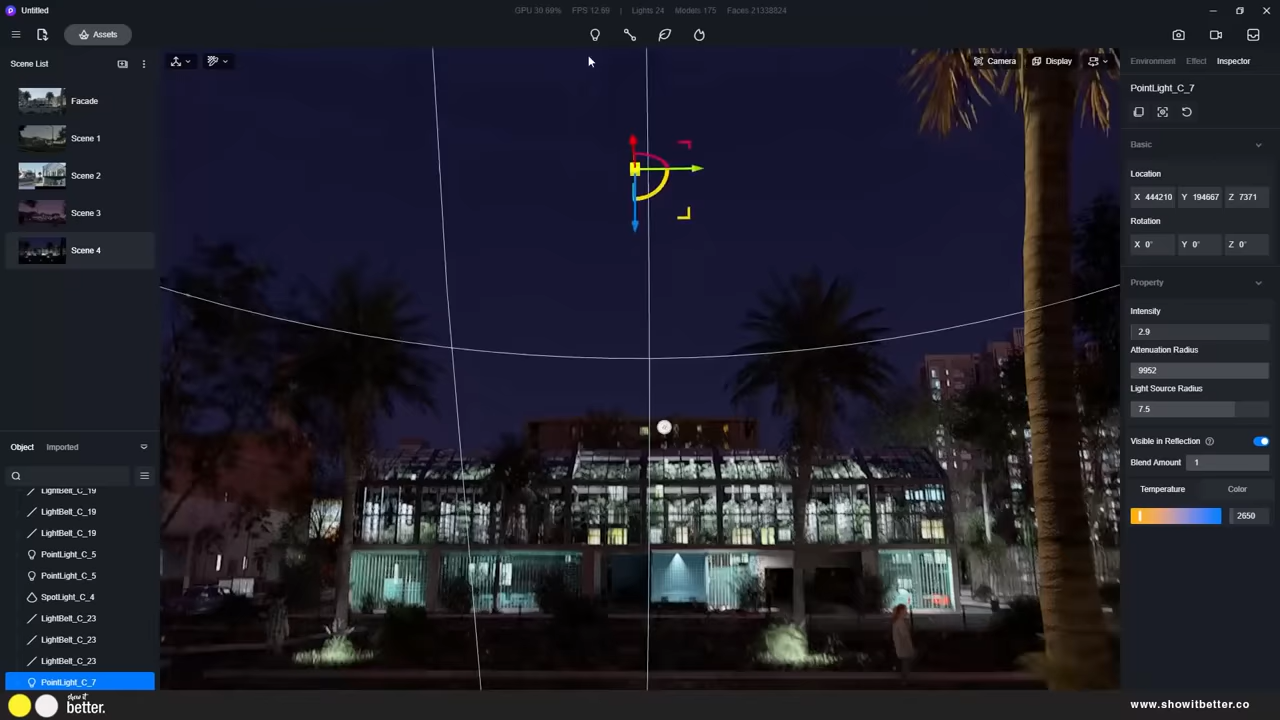 Untitled
GPU 30.60% FPS 12.69 | Lights 24 Models 175 Faces 21338824
Assets
Scene List
Facade
Scene 1
Scene 2
Scene 3
Scene 4
Camera
Display
Environment Effect Inspector
PointLight_C_7
Basic
Location
X 444210 Y 194667 Z 7371
Rotation
X 0° Y 0° Z 0°
Property
Intensity
2.9
Attenuation Radius
9952
Light Source Radius
7.5
Visible in Reflection
Blend Amount 1
Temperature Color
2650
Object Imported
LightBelt_C_19
LightBelt_C_19
LightBelt_C_19
PointLight_C_5
PointLight_C_5
SpotLight_C_4
LightBelt_C_23
LightBelt_C_23
LightBelt_C_23
PointLight_C_7
show it
better.
www.showitbetter.co